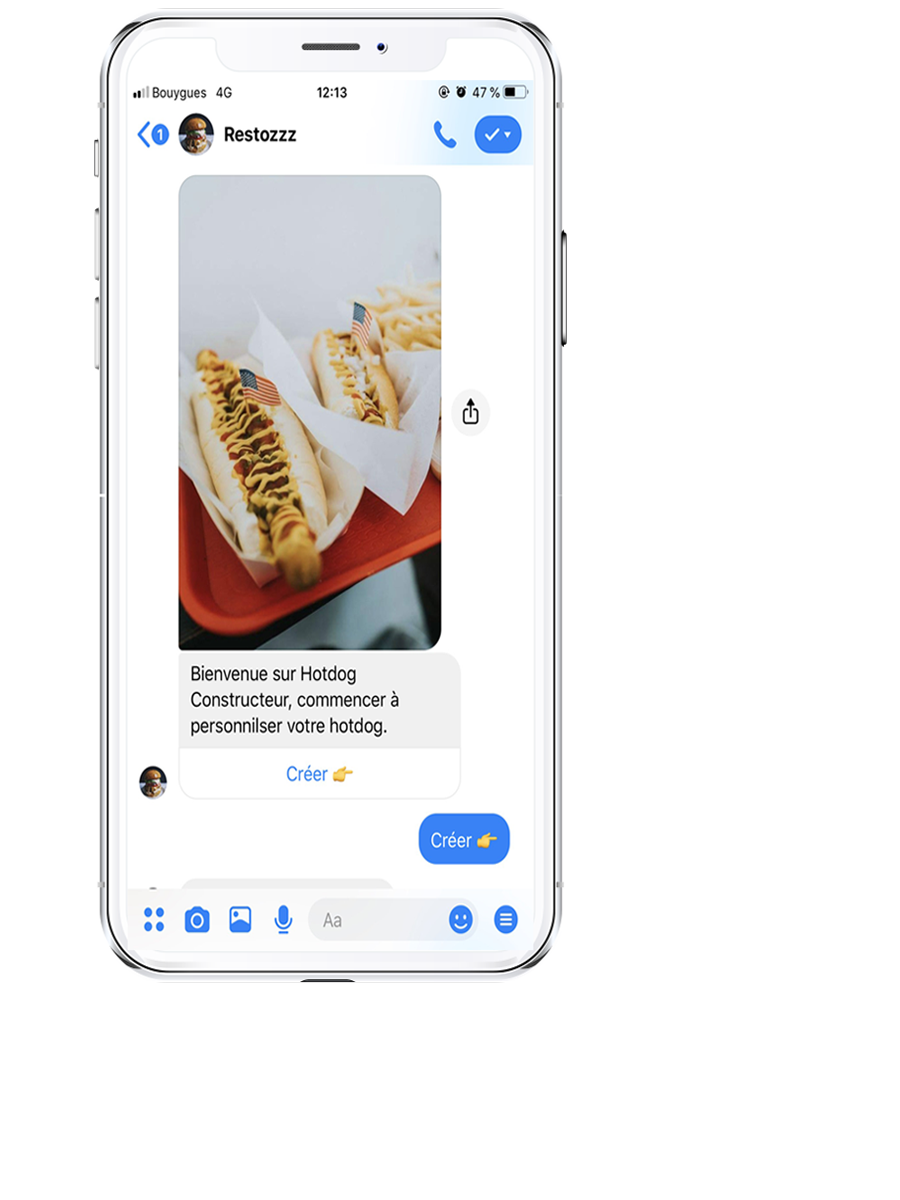 Bouygues 4G 12:13 47 %
1 Restozzz
Bienvenue sur Hotdog
Constructeur, commencer à
personnilser votre hotdog.
Créer 👉
Créer 👉
Aa